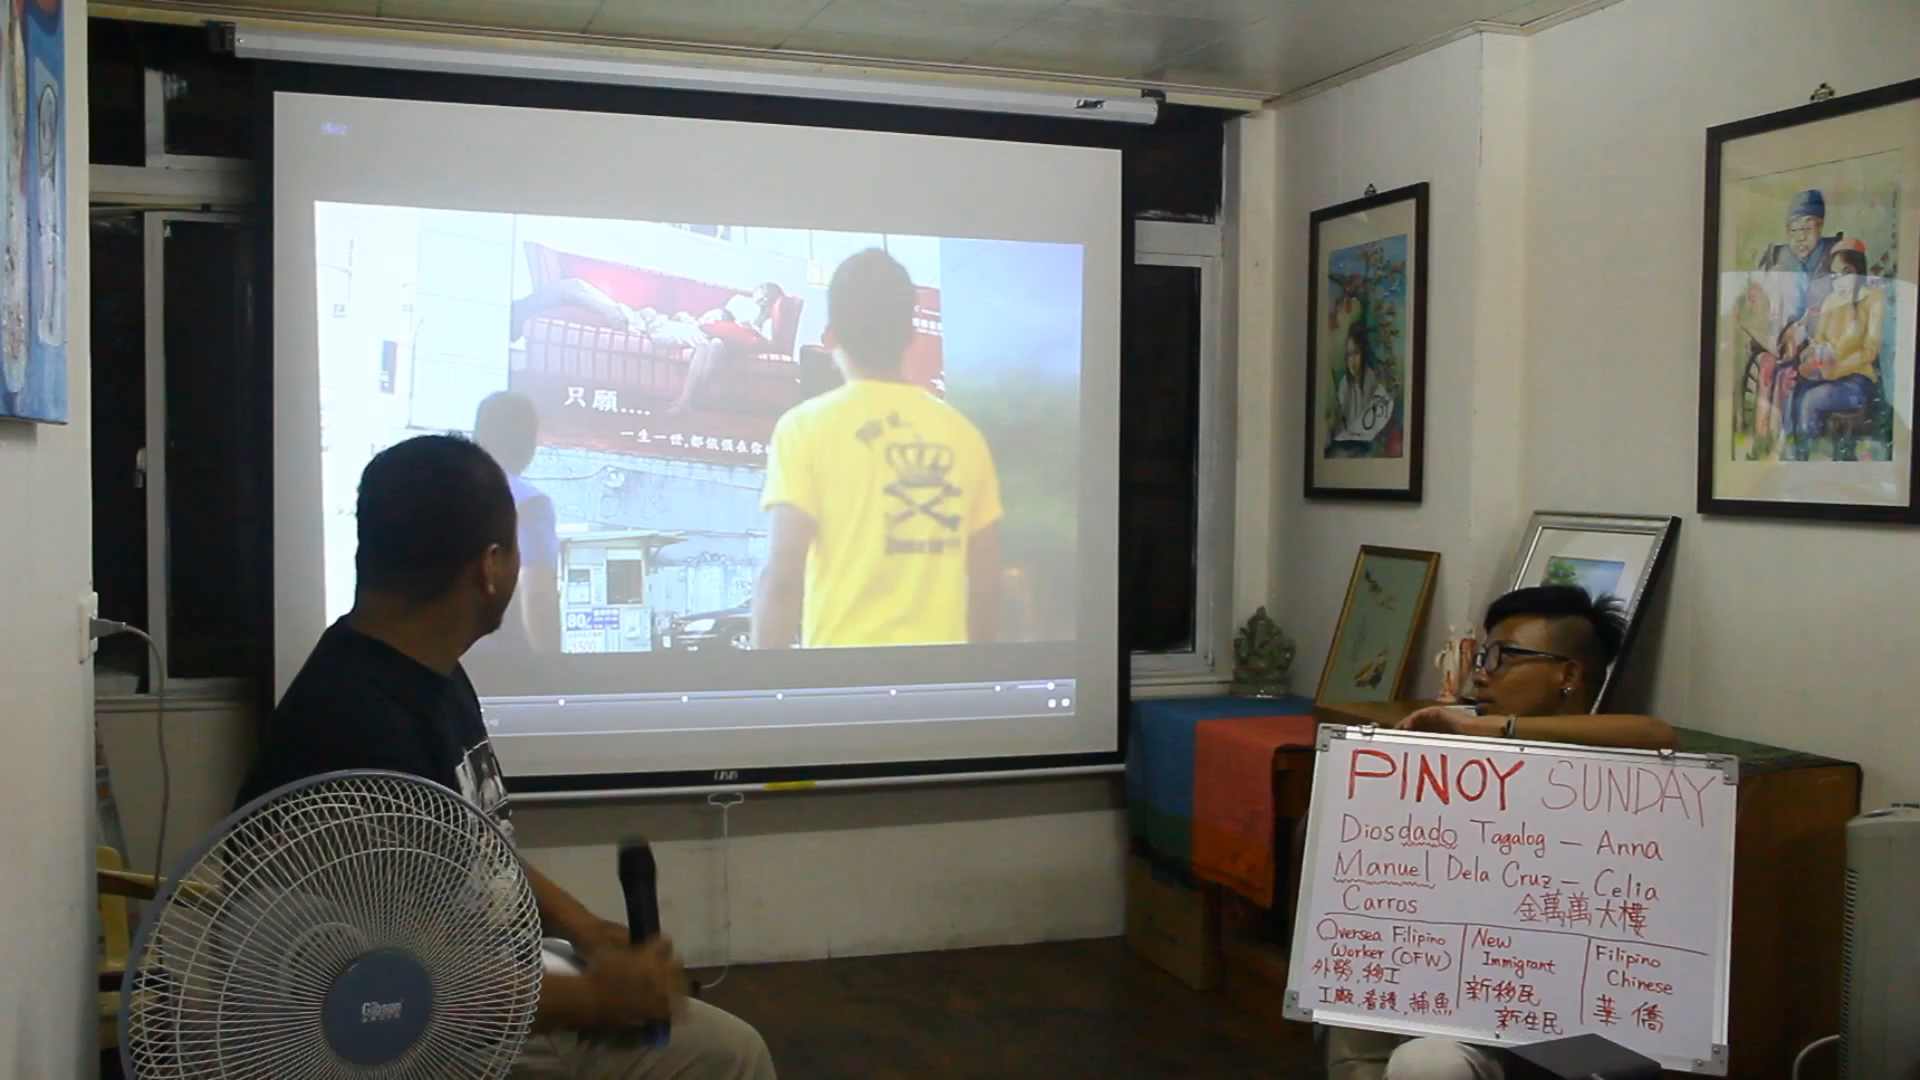 只願....
一生一世,都依偎在你
80/
1500
PINOY SUNDAY
Diosdado Tagalog – Anna
Manuel Dela Cruz – Celia
Carros 金萬萬大樓
Oversea Filipino
Worker (OFW)
外勞,移工
工廠,看護,捕魚
New
Immigrant
新移民
新住民
Filipino
Chinese
華僑